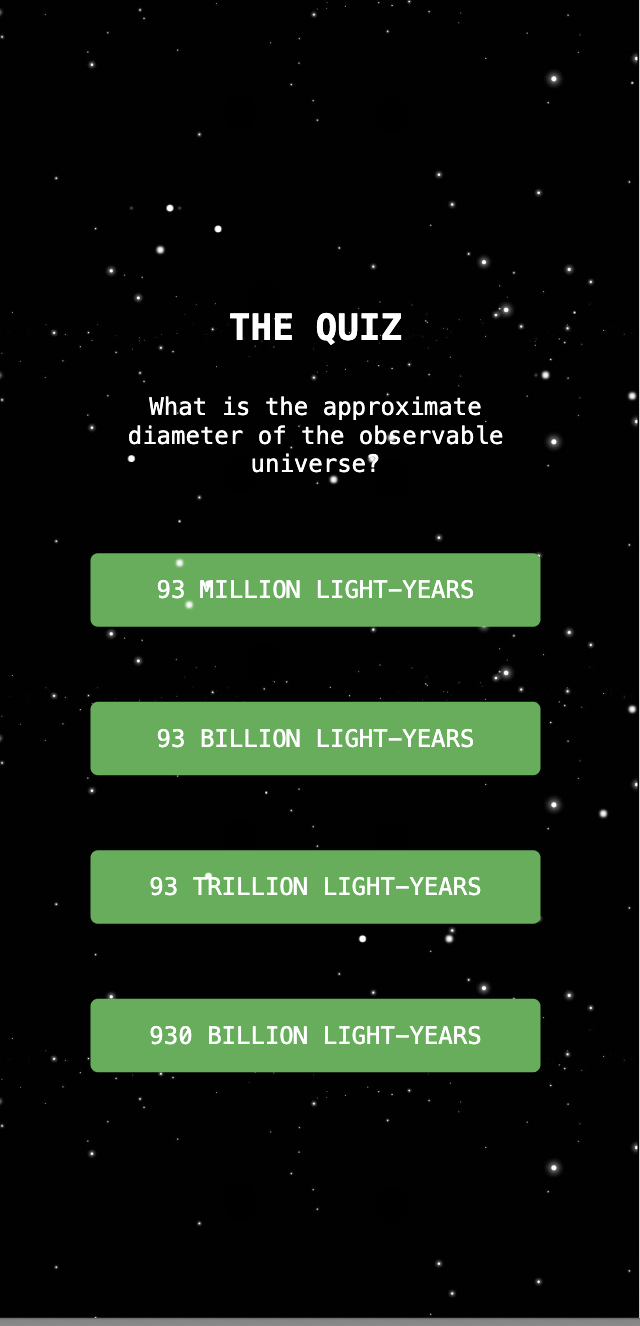 THE QUIZ
What is the approximate
diameter of the observable
universe?
93 MILLION LIGHT-YEARS
93 BILLION LIGHT-YEARS
93 TRILLION LIGHT-YEARS
930 BILLION LIGHT-YEARS